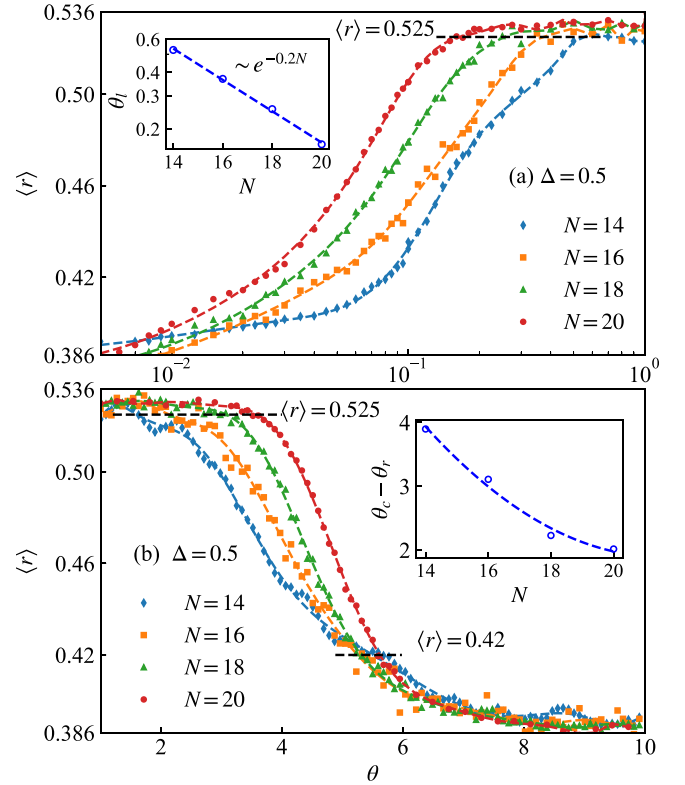 0.536
⟨r⟩ = 0.525
0.6
~ e^{−0.2N}
0.4
0.3
0.2
θ_l
14 16 18 20
N
0.50
⟨r⟩
0.46
(a) Δ = 0.5
N = 14
N = 16
N = 18
N = 20
0.42
0.386
10^{−2} 10^{−1} 10^{0}
0.536
⟨r⟩ = 0.525
4
3
2
θ_c − θ_r
14 16 18 20
N
0.50
⟨r⟩
0.46
(b) Δ = 0.5
N = 14
N = 16
N = 18
N = 20
⟨r⟩ = 0.42
0.42
0.386
2 4 6 8 10
θ